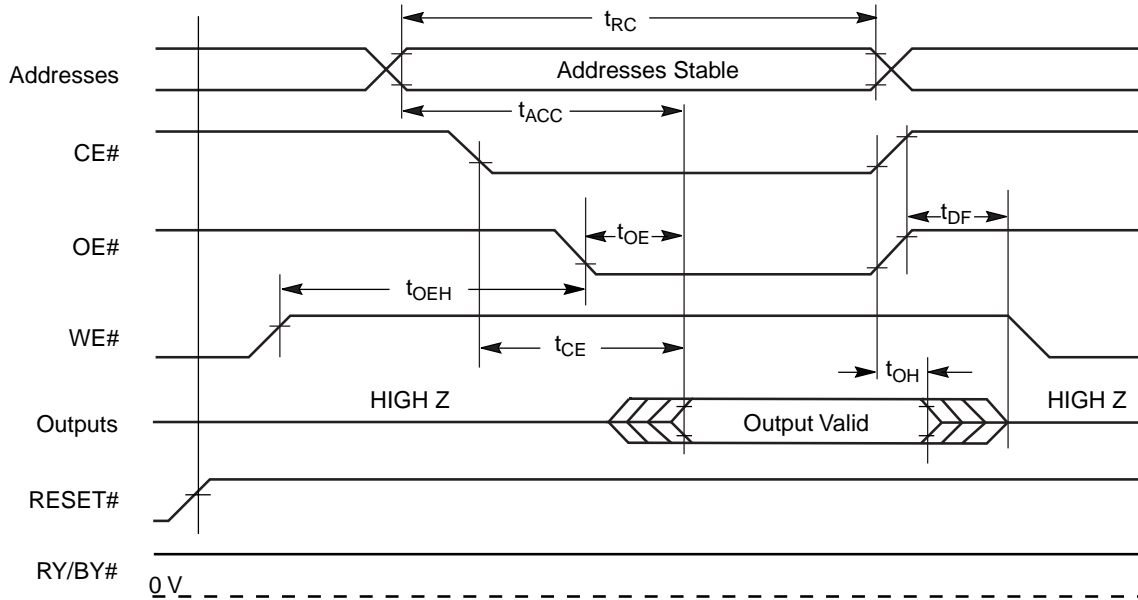 tRC
Addresses
Addresses Stable
tACC
CE#
tDF
OE#
tOE
tOEH
WE#
tCE
tOH
HIGH Z
HIGH Z
Outputs
Output Valid
RESET#
RY/BY#
0 V